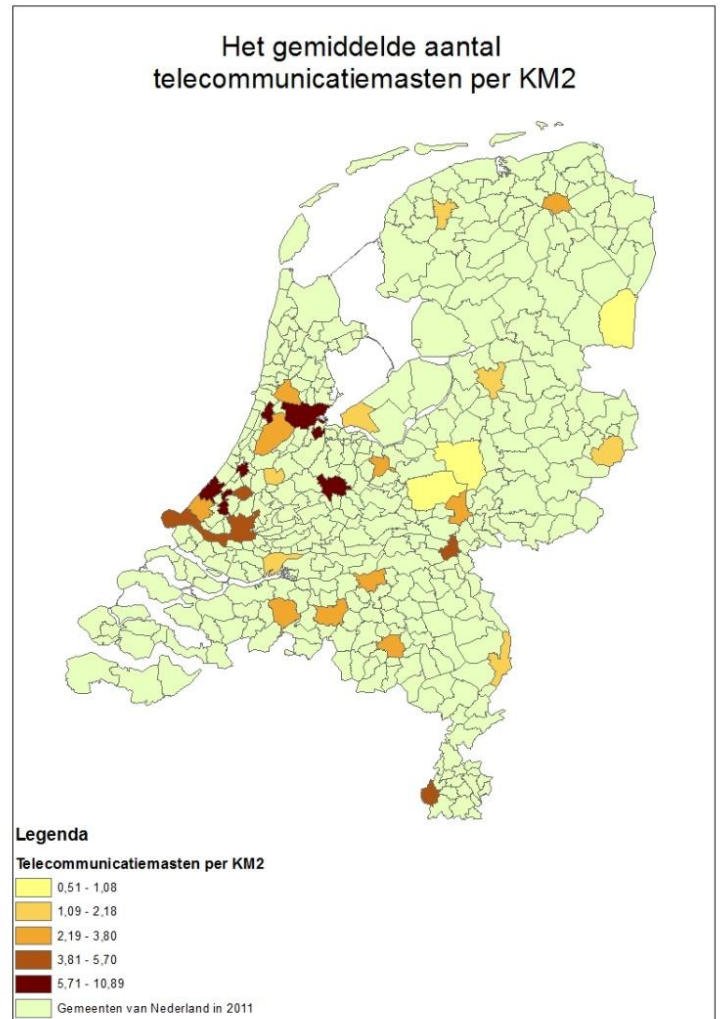 Het gemiddelde aantal
telecommunicatiemasten per KM2
Legenda
Telecommunicatiemasten per KM2
0,51 - 1,08
1,09 - 2,18
2,19 - 3,80
3,81 - 5,70
5,71 - 10,89
Gemeenten van Nederland in 2011